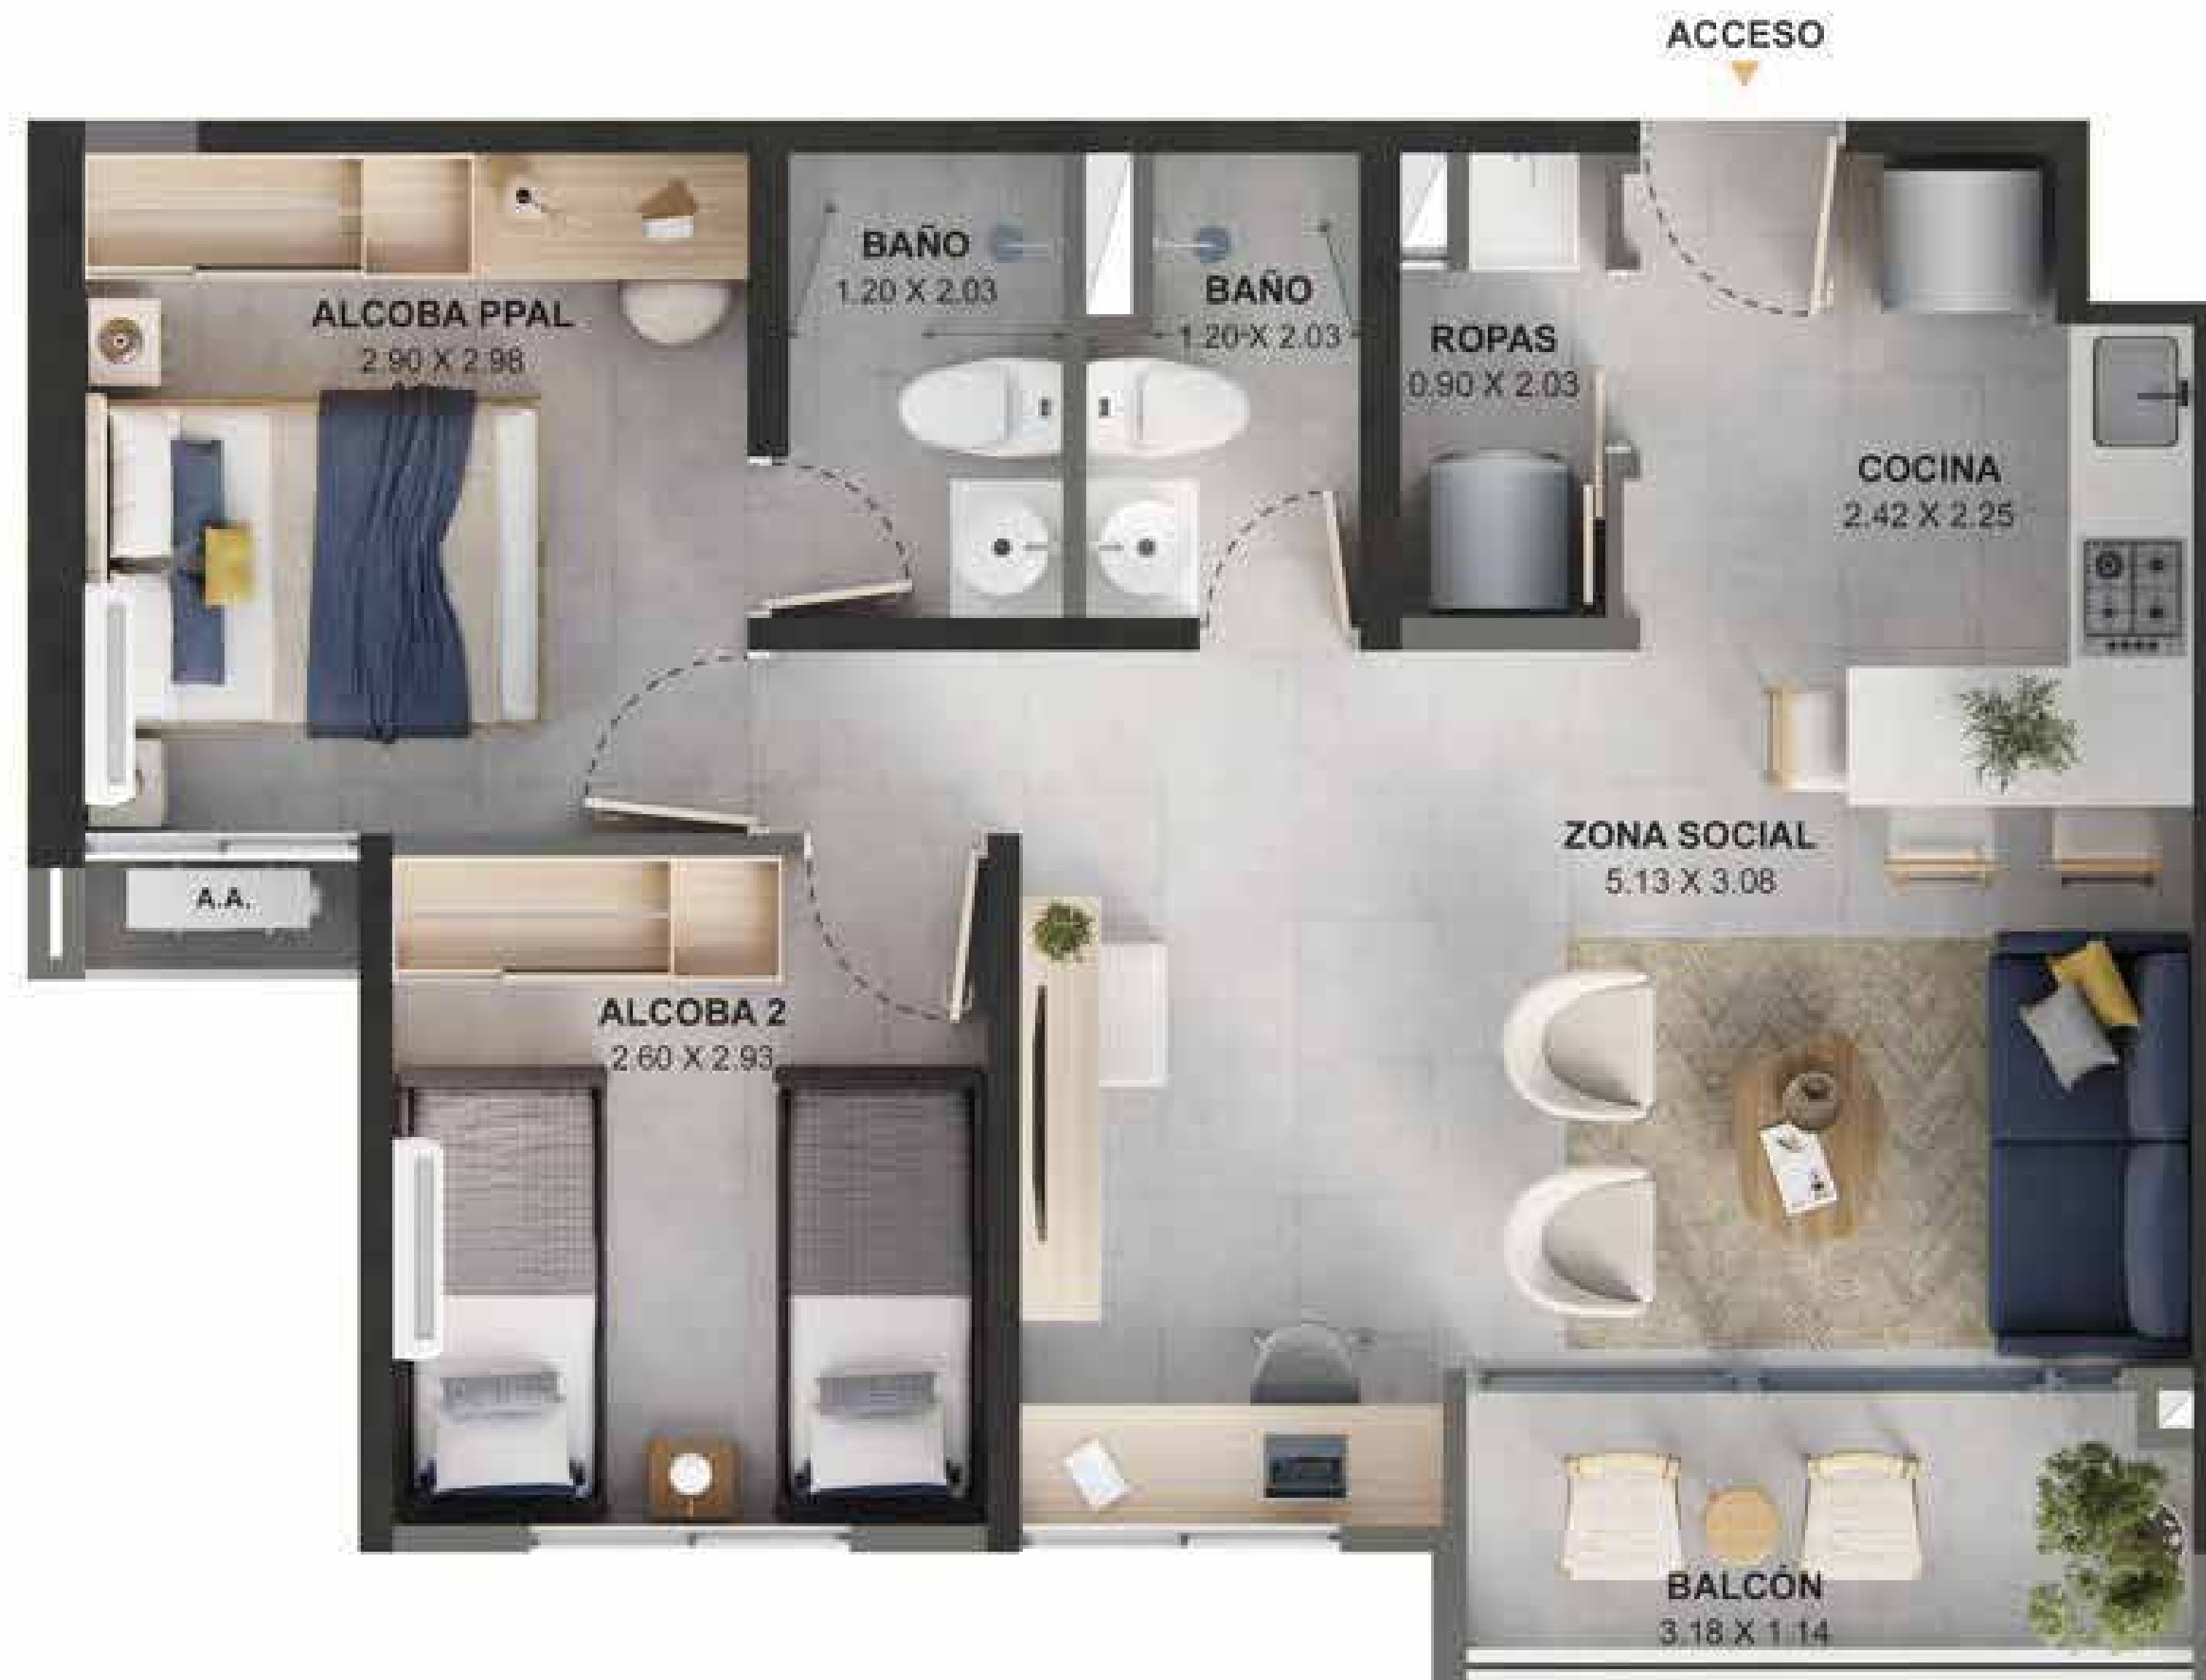 ACCESO
BAÑO
1.20 X 2.03
BAÑO
1.20 X 2.03
ALCOBA PPAL
2.90 X 2.98
ROPAS
0.90 X 2.03
COCINA
2.42 X 2.25
ZONA SOCIAL
5.13 X 3.08
A.A.
ALCOBA 2
2.60 X 2.93
BALCÓN
3.18 X 1.14